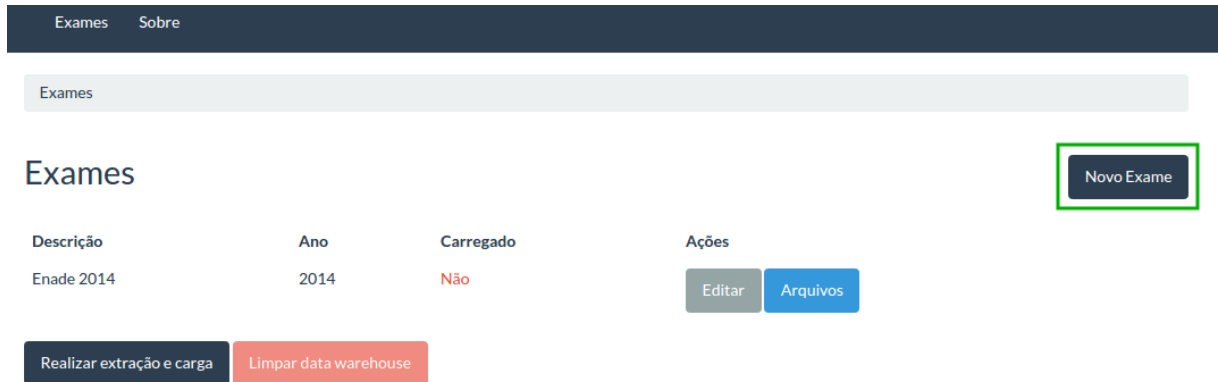 Exames Sobre
Exames
Exames
Novo Exame
Descrição Ano Carregado Ações
Enade 2014 2014 Não Editar Arquivos
Realizar extração e carga Limpar data warehouse